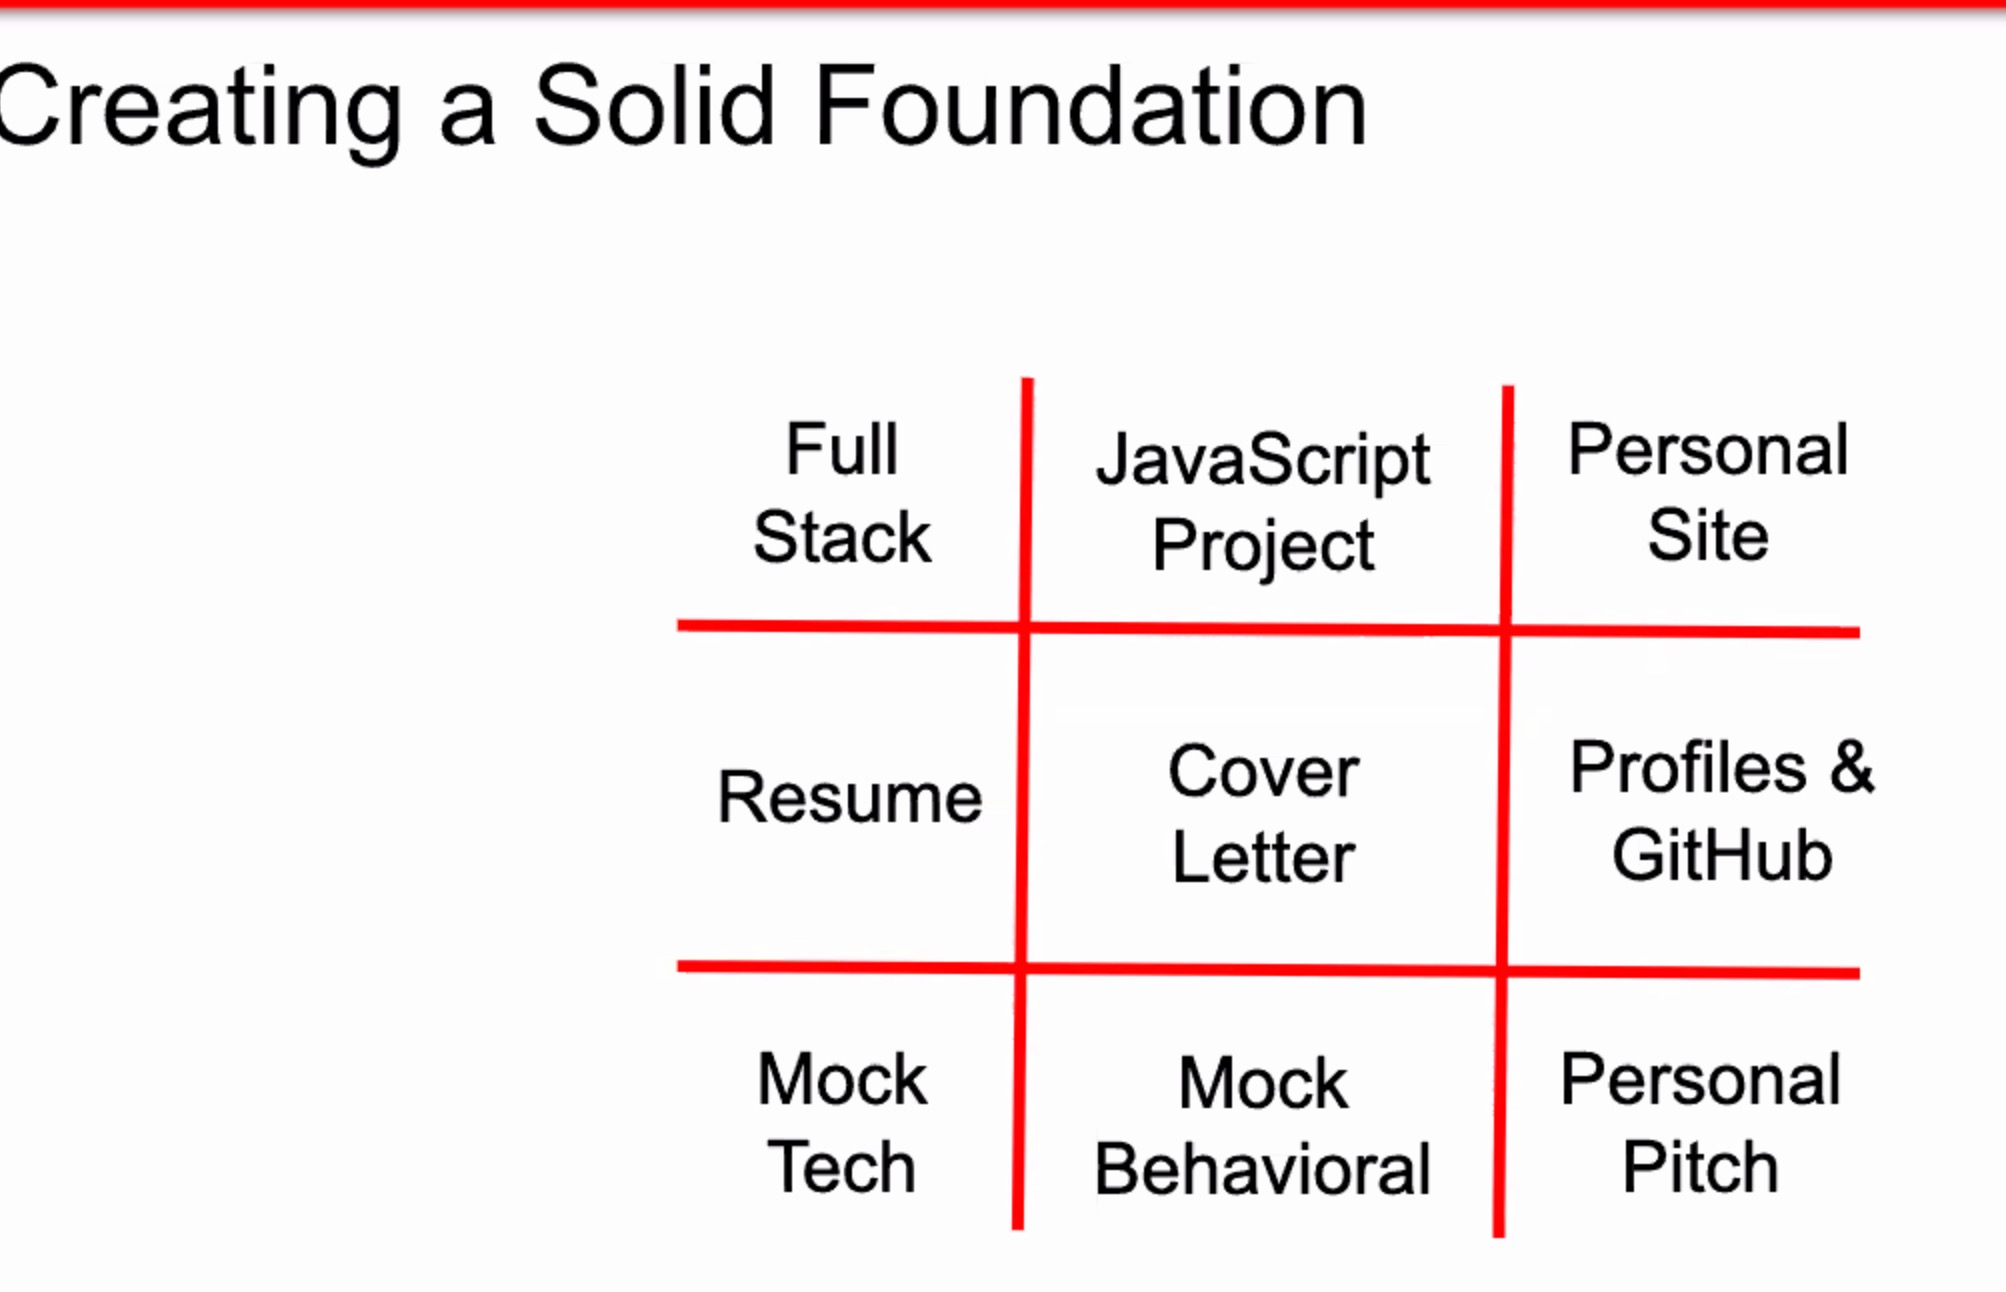 Creating a Solid Foundation
Full
Stack
JavaScript
Project
Personal
Site
Resume
Cover
Letter
Profiles &
GitHub
Mock
Tech
Mock
Behavioral
Personal
Pitch